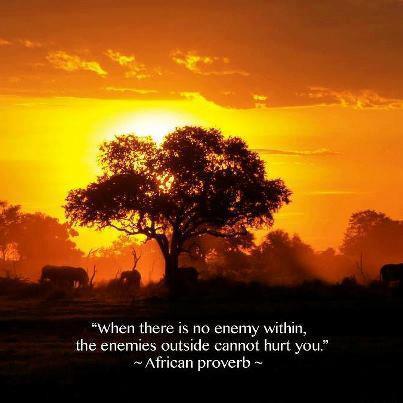 “When there is no enemy within,
the enemies outside cannot hurt you.”
~ African proverb ~